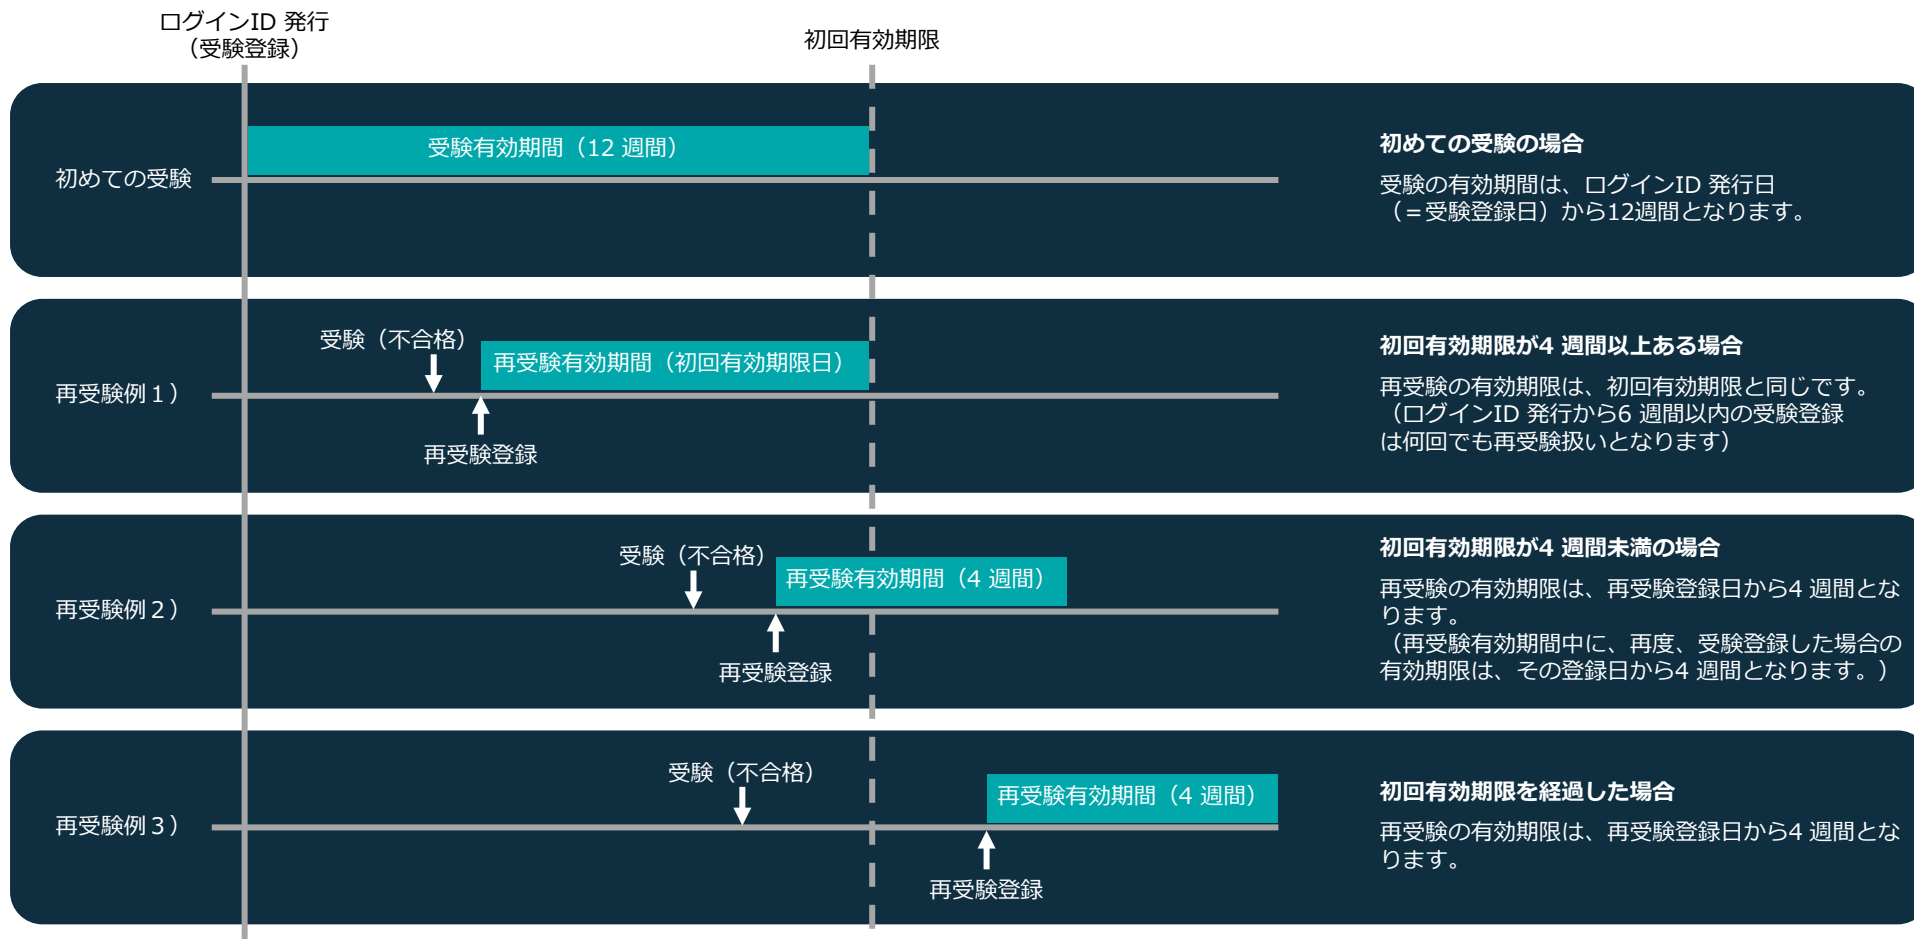 ログインID 発行
（受験登録）
初回有効期限
初めての受験
受験有効期間（12 週間）
初めての受験の場合
受験の有効期間は、ログインID 発行日
（＝受験登録日）から12週間となります。
再受験例１）
受験（不合格）
再受験有効期間（初回有効期限日）
再受験登録
初回有効期限が4 週間以上ある場合
再受験の有効期限は、初回有効期限と同じです。
（ログインID 発行から6 週間以内の受験登録
は何回でも再受験扱いとなります）
再受験例２）
受験（不合格）
再受験有効期間（4 週間）
再受験登録
初回有効期限が4 週間未満の場合
再受験の有効期限は、再受験登録日から4 週間とな
ります。
（再受験有効期間中に、再度、受験登録した場合の
有効期限は、その登録日から4 週間となります。）
再受験例３）
受験（不合格）
再受験有効期間（4 週間）
再受験登録
初回有効期限を経過した場合
再受験の有効期限は、再受験登録日から4 週間とな
ります。